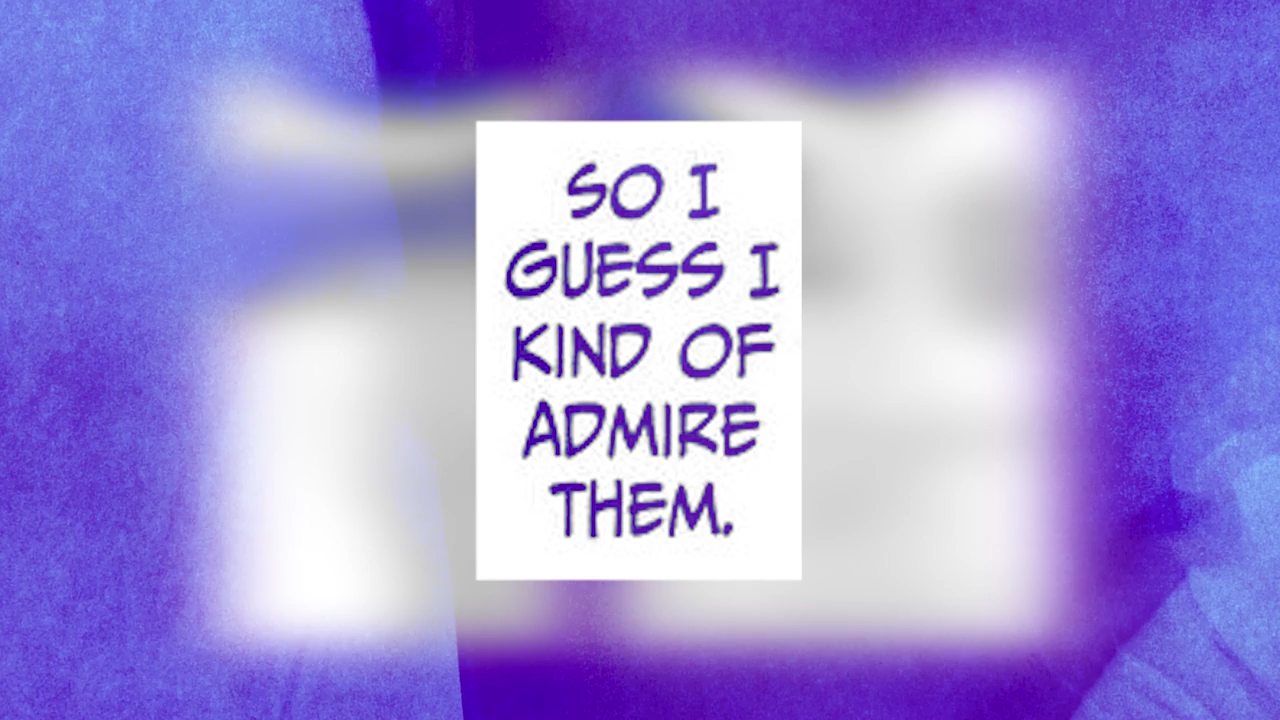 SO I
GUESS I
KIND OF
ADMIRE
THEM.